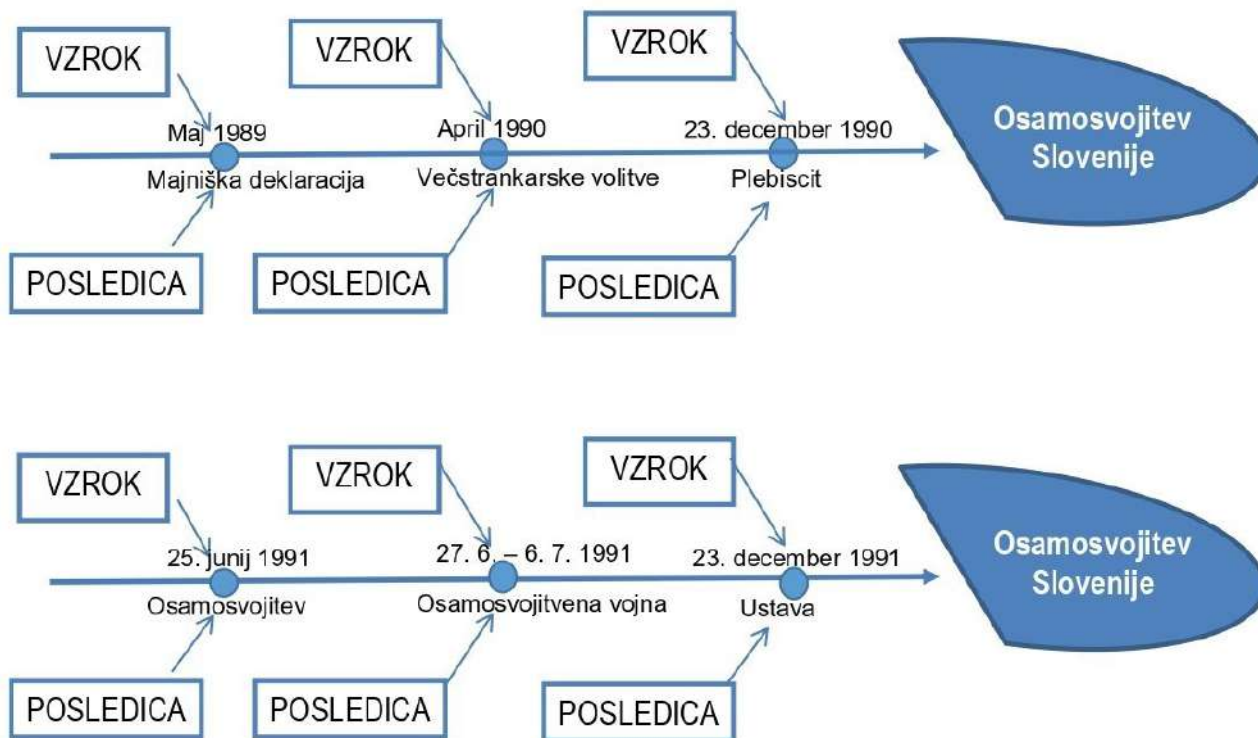 VZROK
VZROK
VZROK
Maj 1989
April 1990
23. december 1990
Majniška deklaracija
Večstrankarske volitve
Plebiscit
Osamosvojitev
Slovenije
POSLEDICA
POSLEDICA
POSLEDICA
VZROK
VZROK
VZROK
25. junij 1991
27. 6. – 6. 7. 1991
23. december 1991
Osamosvojitev
Osamosvojitvena vojna
Ustava
Osamosvojitev
Slovenije
POSLEDICA
POSLEDICA
POSLEDICA